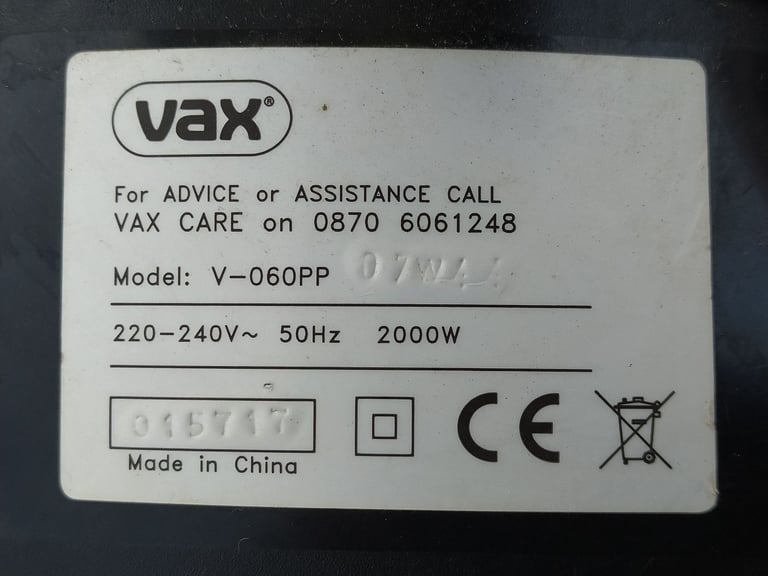 vax®
For ADVICE or ASSISTANCE CALL
VAX CARE on 0870 6061248
Model: V-060PP
220-240V~ 50Hz 2000W
015717
Made in China
CE